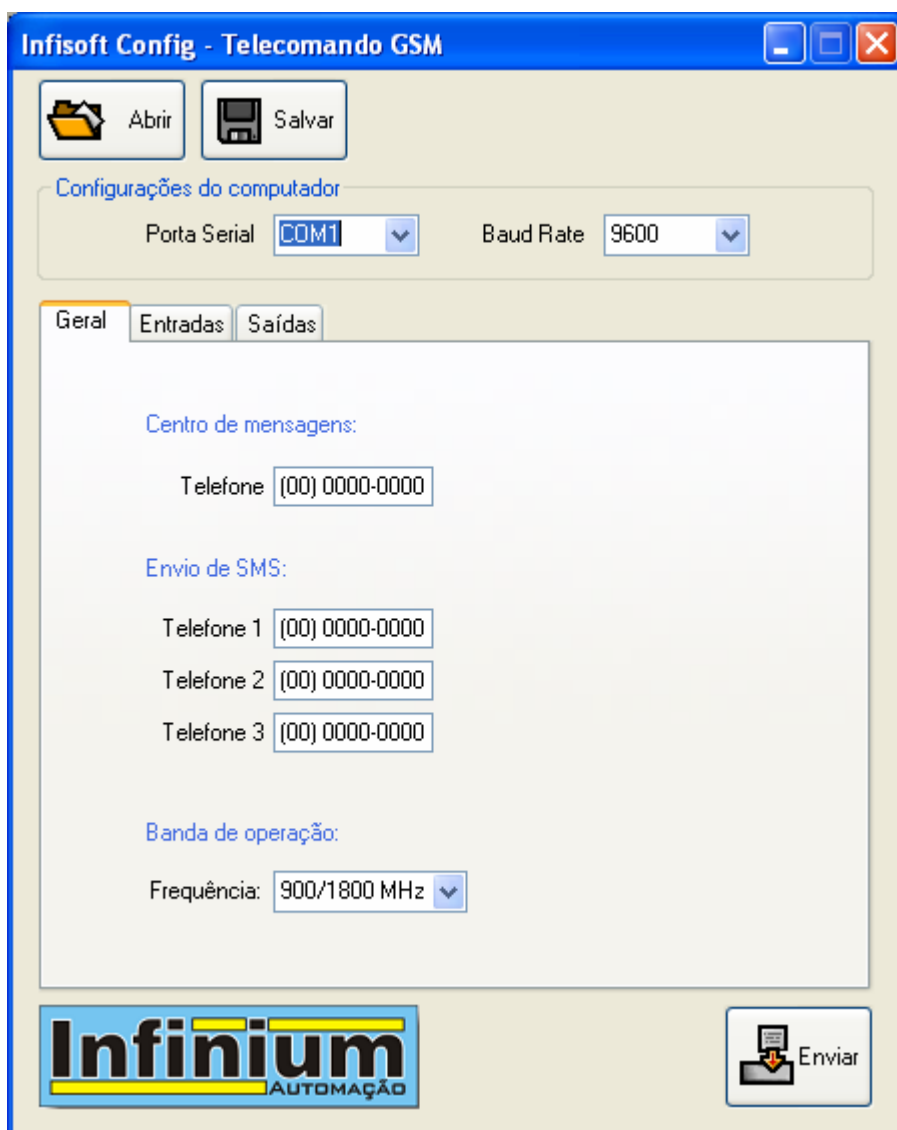 Infisoft Config - Telecomando GSM
Abrir Salvar
Configurações do computador
Porta Serial COM1 Baud Rate 9600
Geral Entradas Saídas
Centro de mensagens:
Telefone (00) 0000-0000
Envio de SMS:
Telefone 1 (00) 0000-0000
Telefone 2 (00) 0000-0000
Telefone 3 (00) 0000-0000
Banda de operação:
Frequência: 900/1800 MHz
Infinium
AUTOMAÇÃO
Enviar